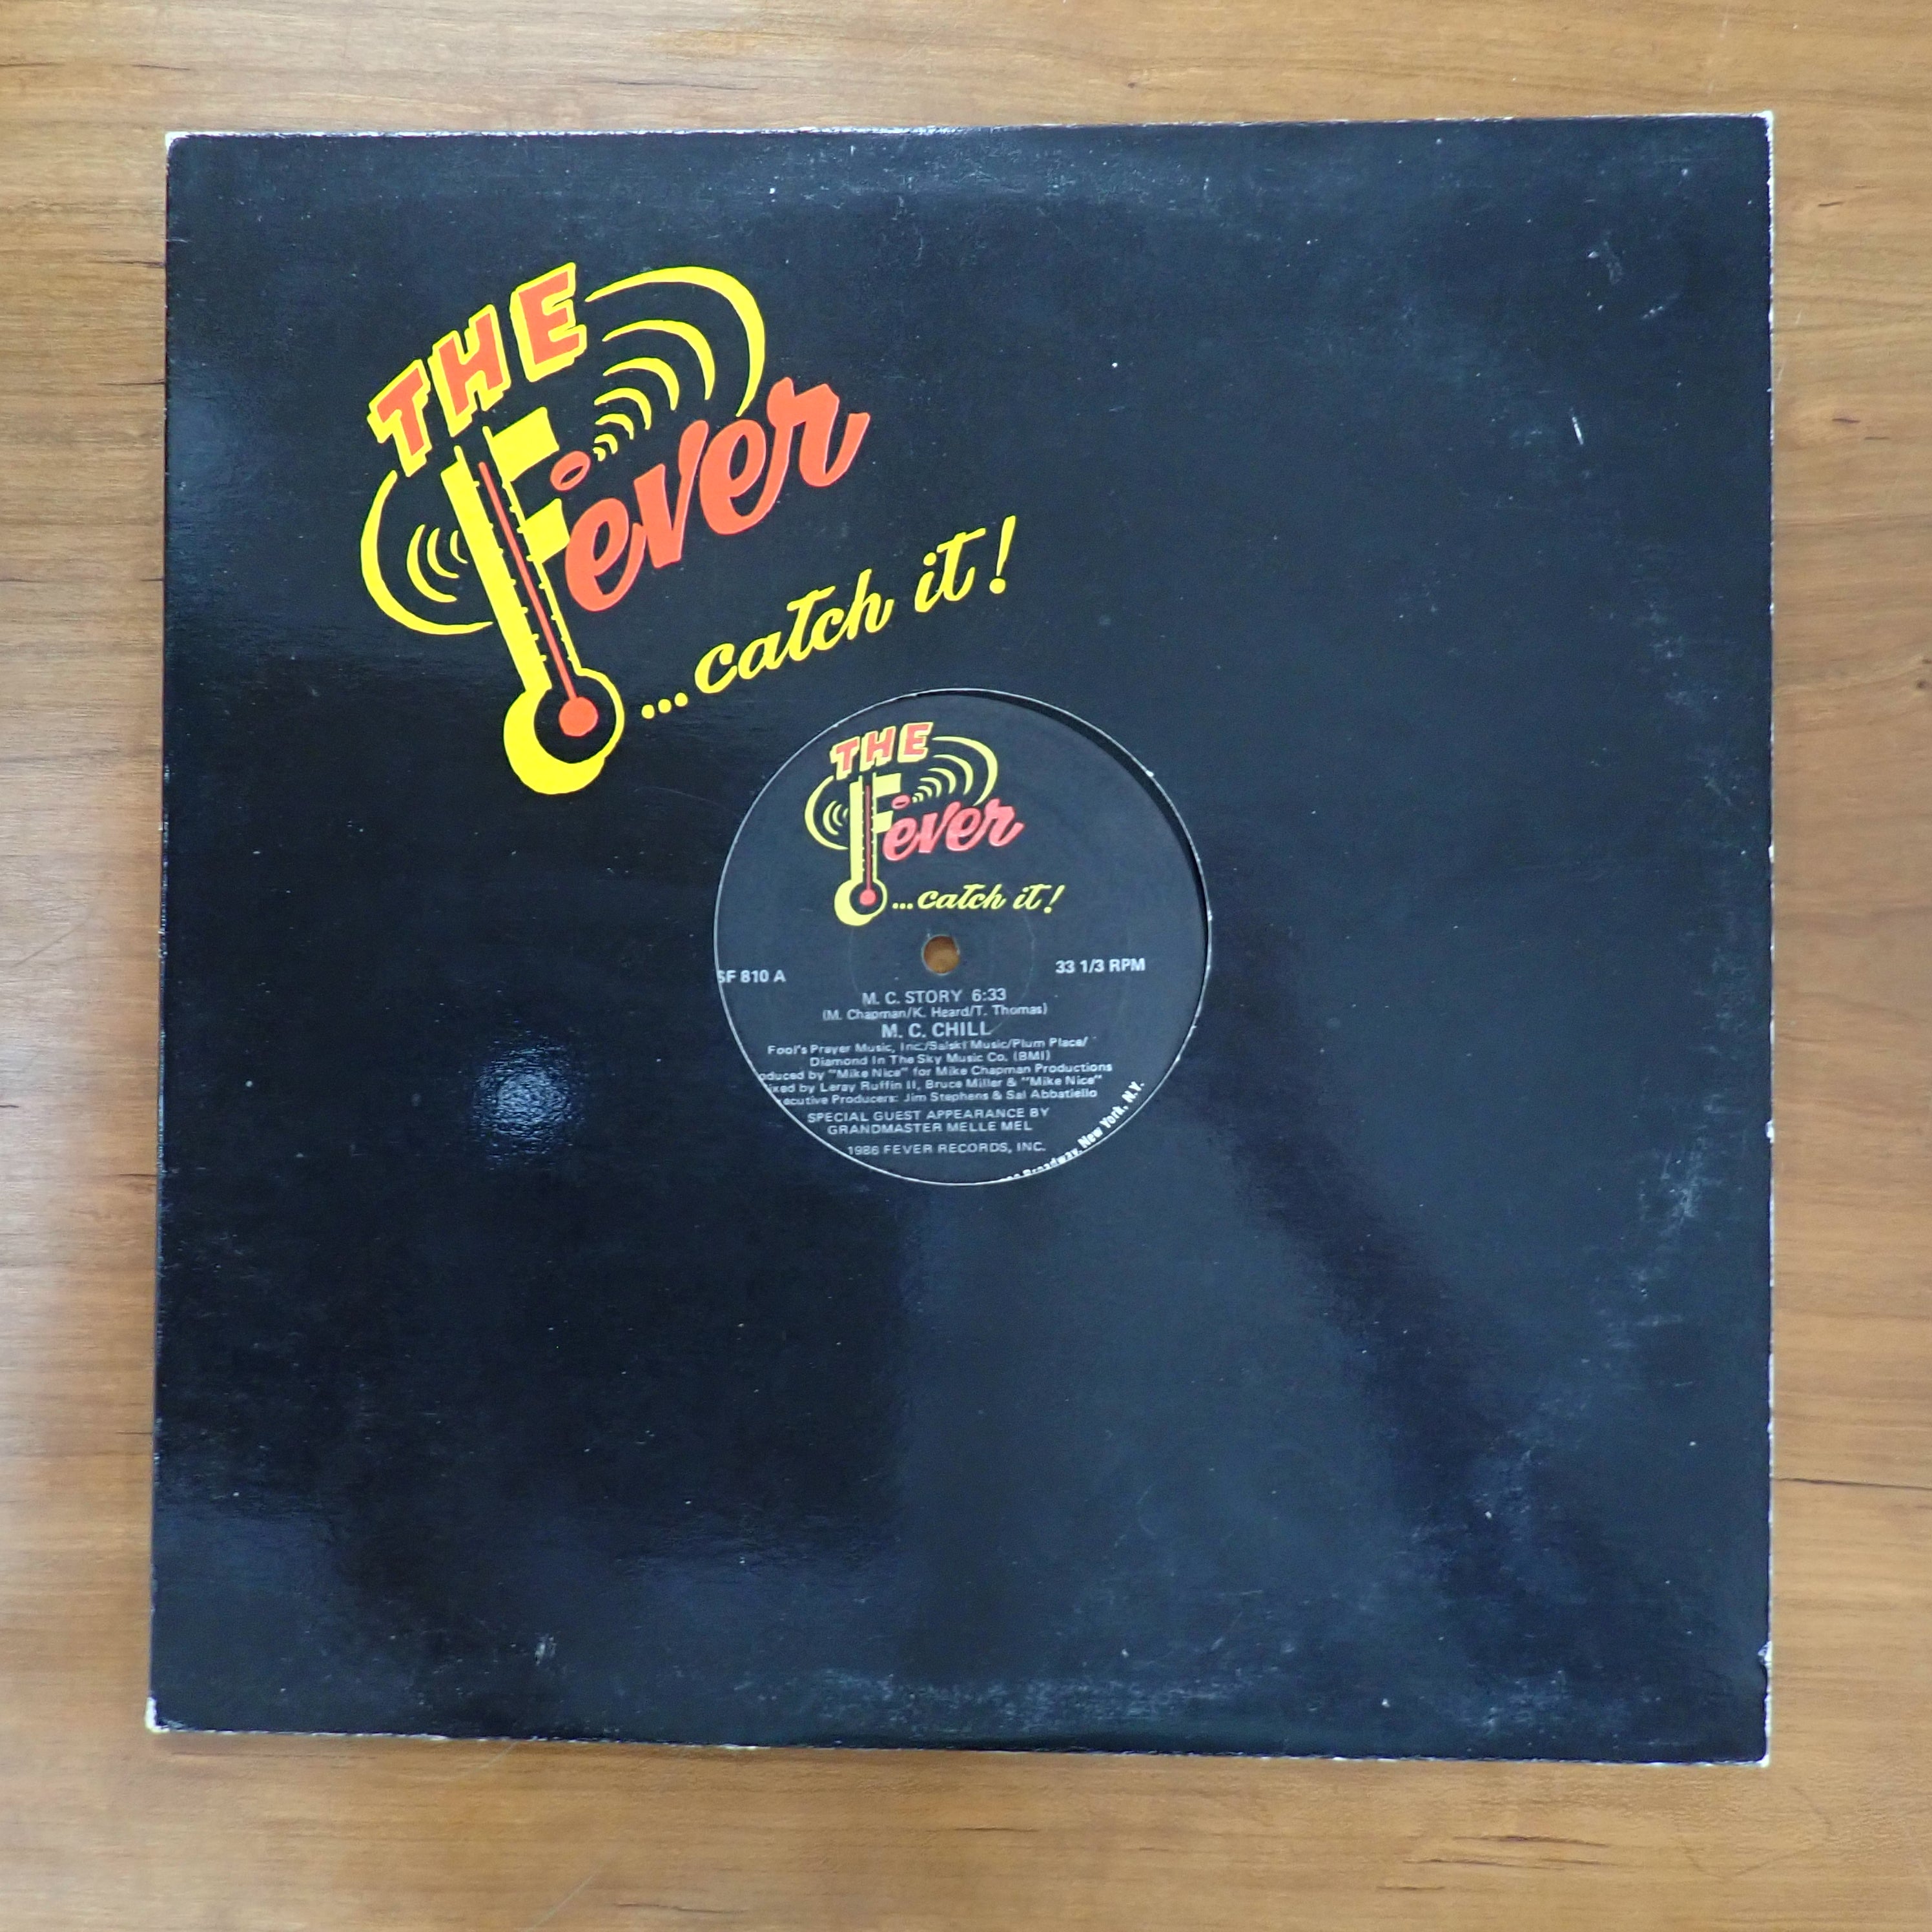 THE
Fever
...catch it!
THE
Fever
...catch it!
SF 810 A
33 1/3 RPM
M. C. STORY 6:33
(M. Chapman/K. Heard/T. Thomas)
M. C. CHILL
Fool's Prayer Music, Inc./Salski Music/Plum Place/
Diamond In The Sky Music Co. (BMI)
oduced by "Mike Nice" for Mike Chapman Productions
ixed by Leray Ruffin II, Bruce Miller & "Mike Nice"
ecutive Producers: Jim Stephens & Sal Abbatiello
SPECIAL GUEST APPEARANCE BY
GRANDMASTER MELLE MEL
1986 FEVER RECORDS, INC.
Broadway, New York, N.Y.